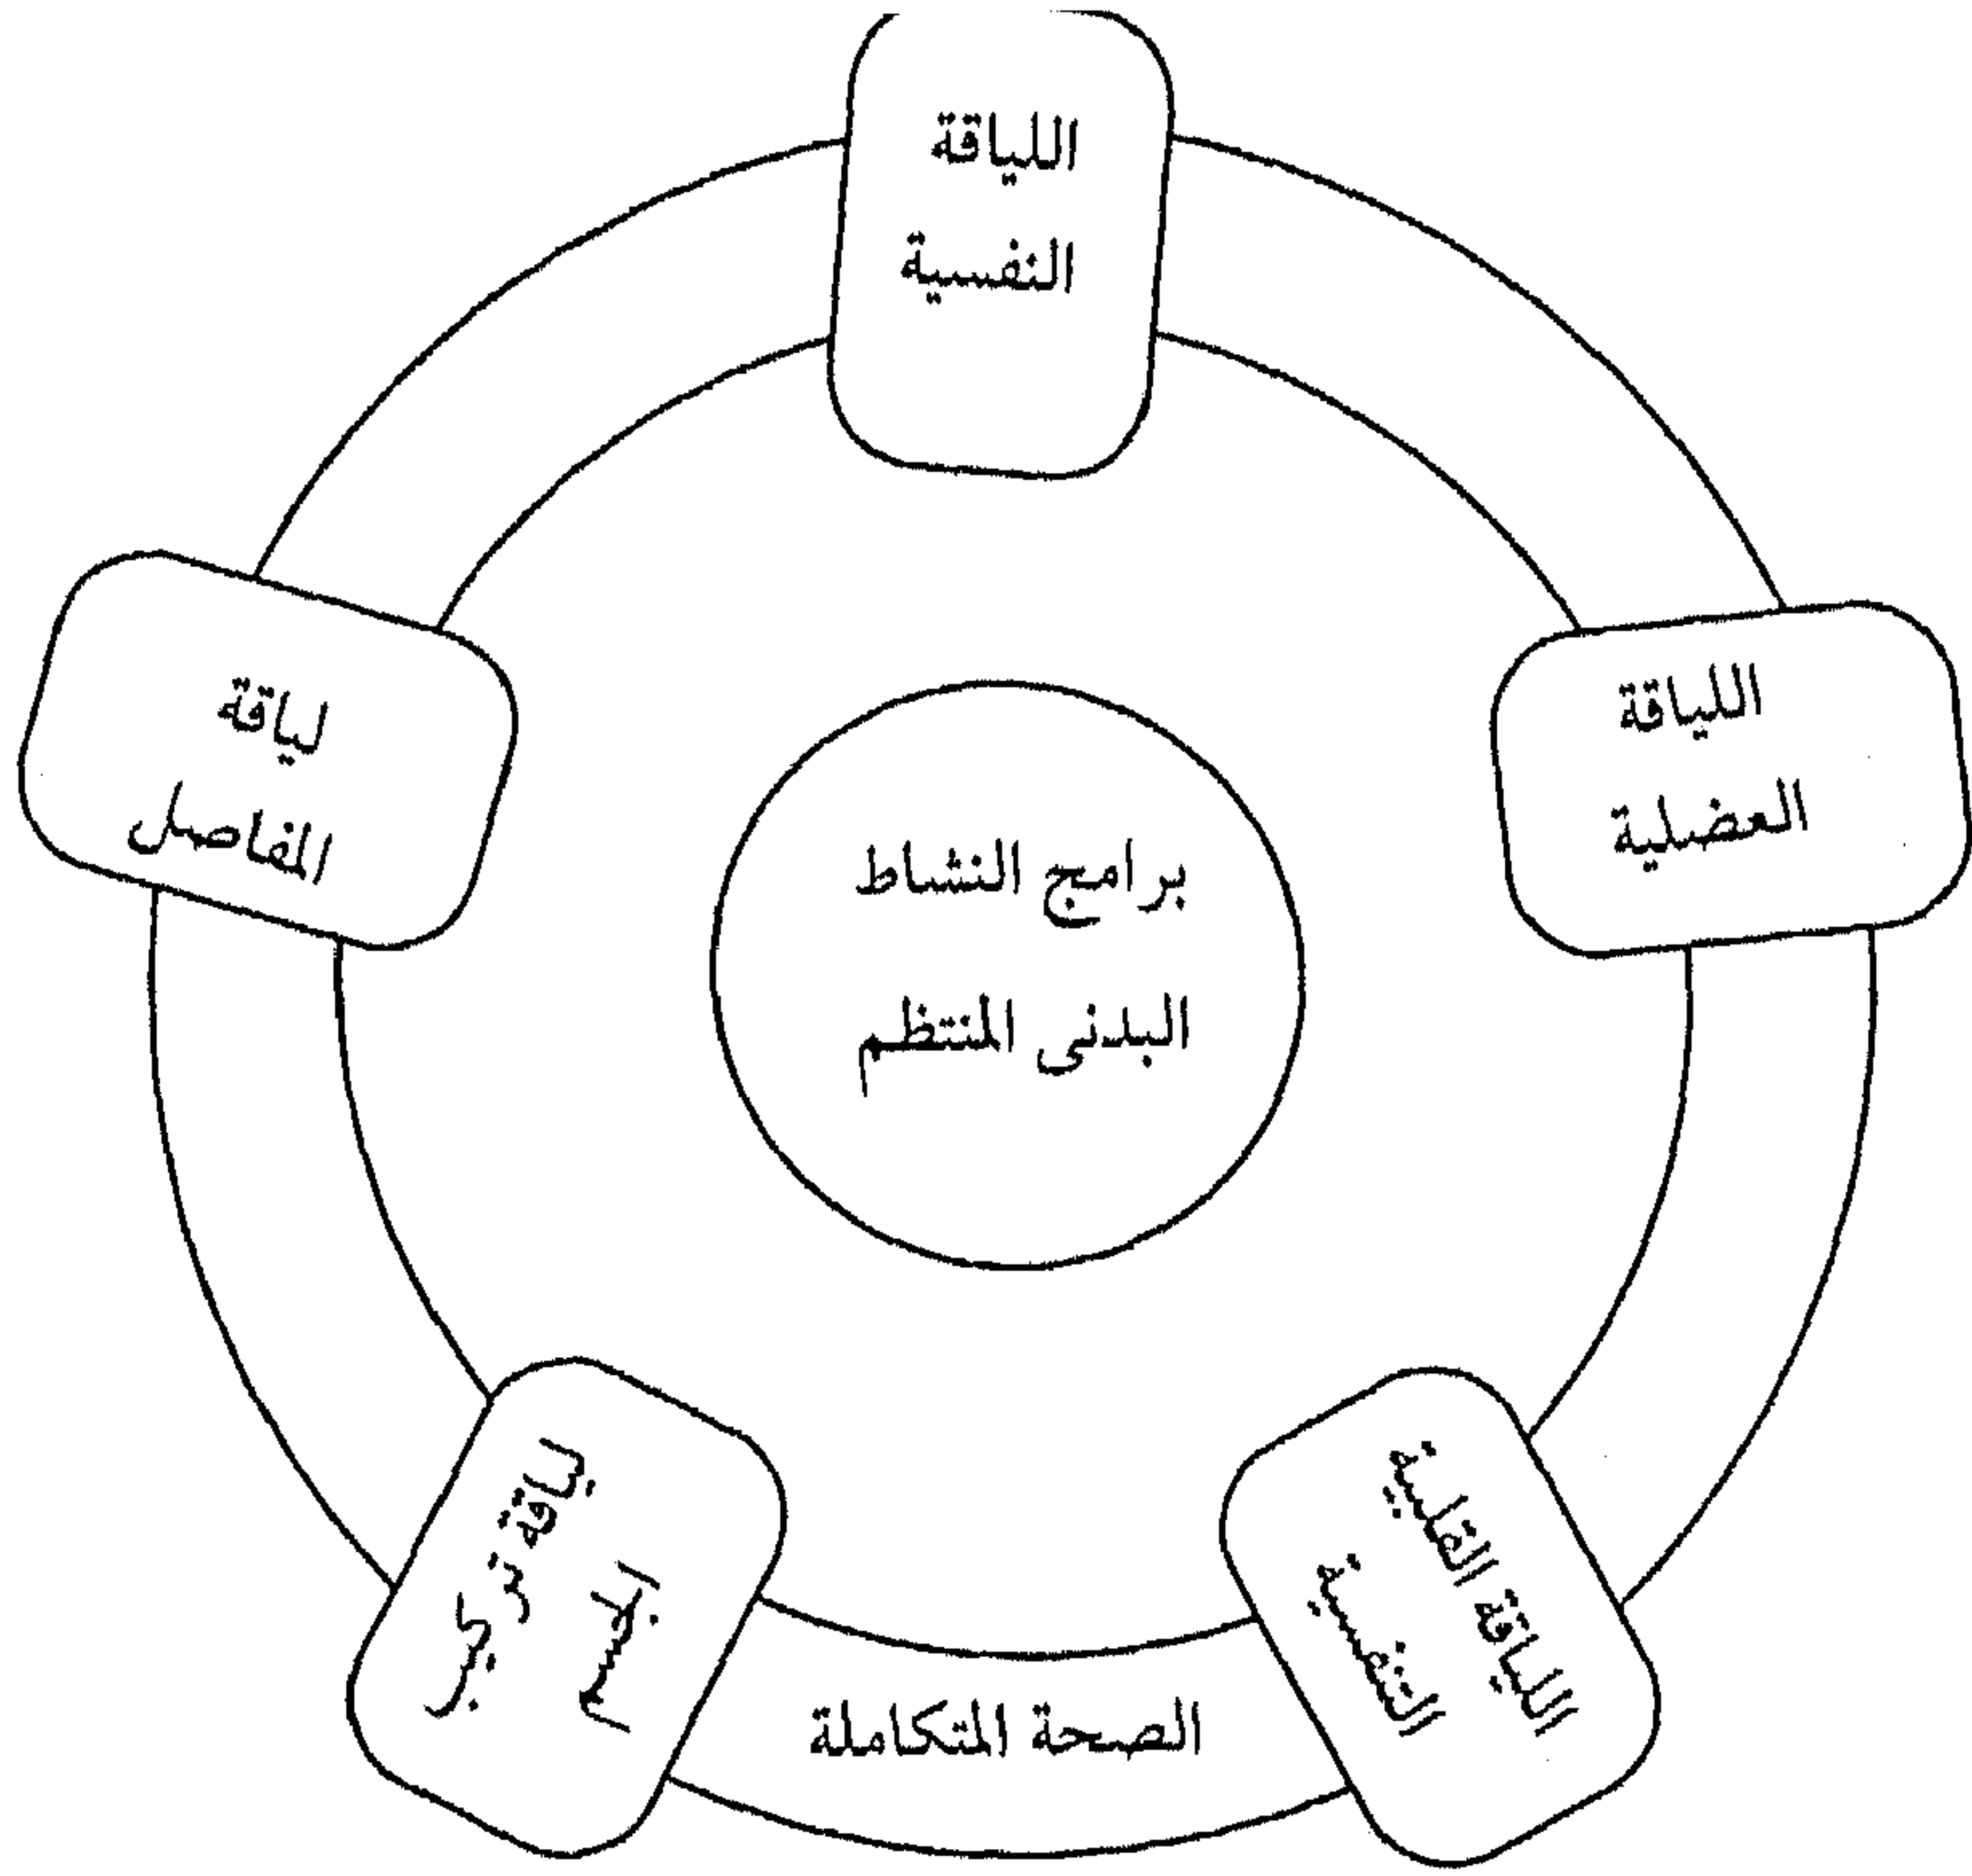 اللياقة
النفسية
اللياقة
العضلية
لياقة
المفاصل
برامج النشاط
البدنى المنتظم
اللياقة القلبية
التنفسية
لياقة تركيب
الجسم
الصحة المتكاملة